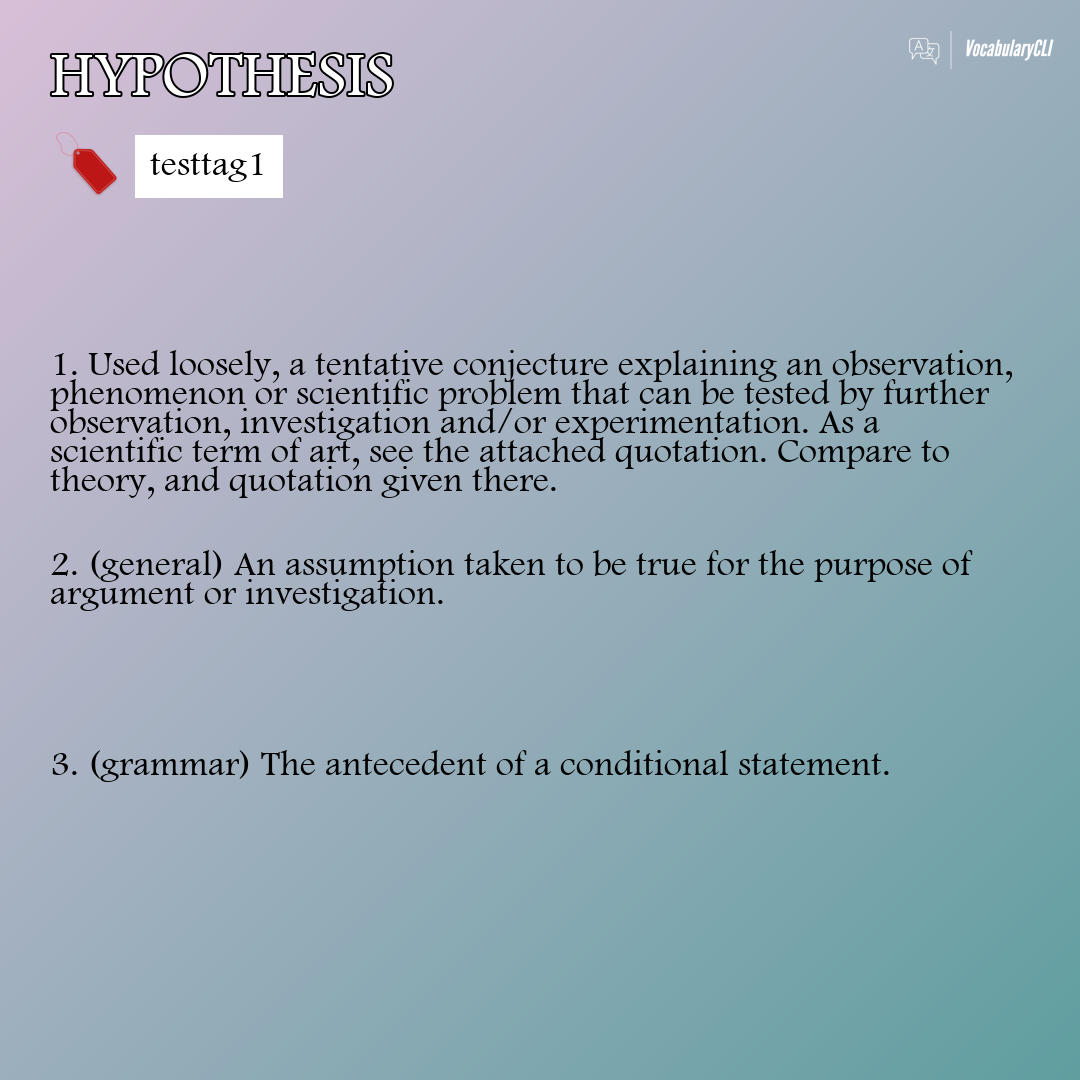 HYPOTHESIS
VocabularyCLI
testtag1
1. Used loosely, a tentative conjecture explaining an observation,
phenomenon or scientific problem that can be tested by further
observation, investigation and/or experimentation. As a
scientific term of art, see the attached quotation. Compare to
theory, and quotation given there.
2. (general) An assumption taken to be true for the purpose of
argument or investigation.
3. (grammar) The antecedent of a conditional statement.